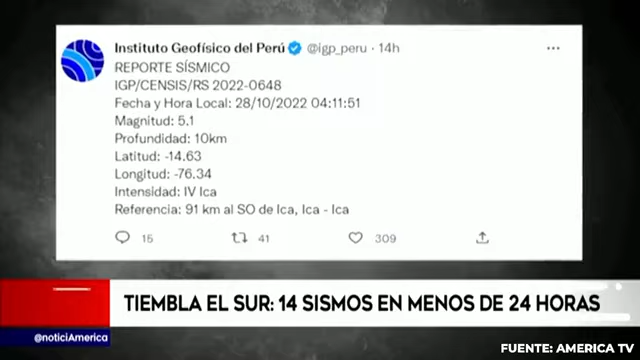 Instituto Geofísico del Perú @igp_peru · 14h
REPORTE SÍSMICO
IGP/CENSIS/RS 2022-0648
Fecha y Hora Local: 28/10/2022 04:11:51
Magnitud: 5.1
Profundidad: 10km
Latitud: -14.63
Longitud: -76.34
Intensidad: IV Ica
Referencia: 91 km al SO de Ica, Ica - Ica
15 41 309
TIEMBLA EL SUR: 14 SISMOS EN MENOS DE 24 HORAS
@noticiAmerica
FUENTE: AMERICA TV